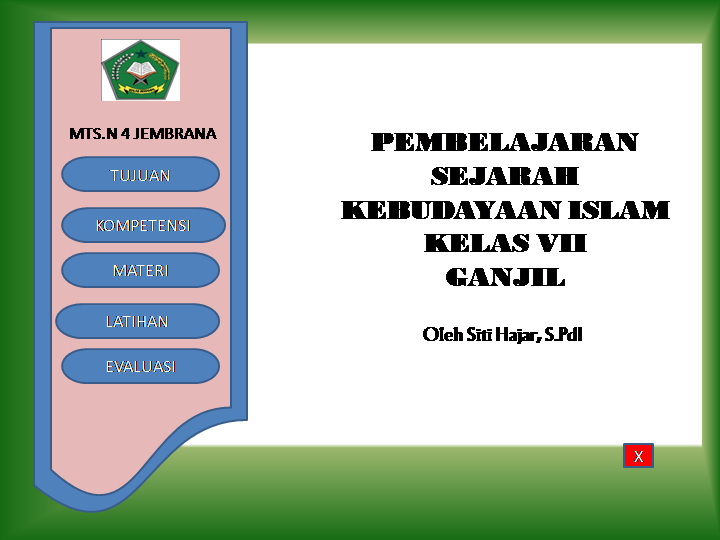 MTS.N 4 JEMBRANA
TUJUAN
KOMPETENSI
MATERI
LATIHAN
EVALUASI
PEMBELAJARAN
SEJARAH
KEBUDAYAAN ISLAM
KELAS VII
GANJIL
Oleh Siti Hajar, S.PdI
X